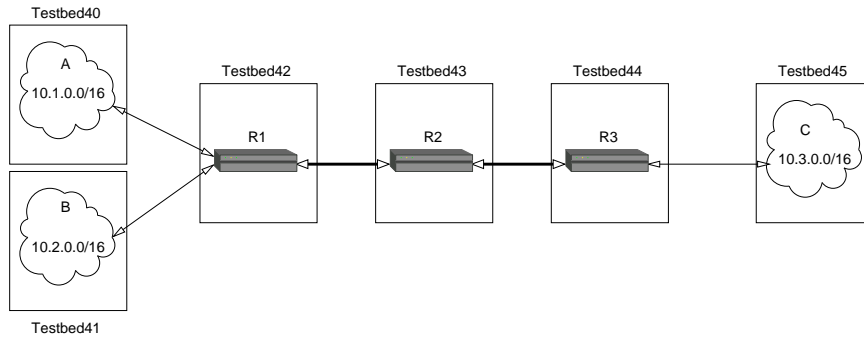 Testbed40
A
10.1.0.0/16
Testbed42
R1
Testbed43
R2
Testbed44
R3
Testbed45
C
10.3.0.0/16
B
10.2.0.0/16
Testbed41